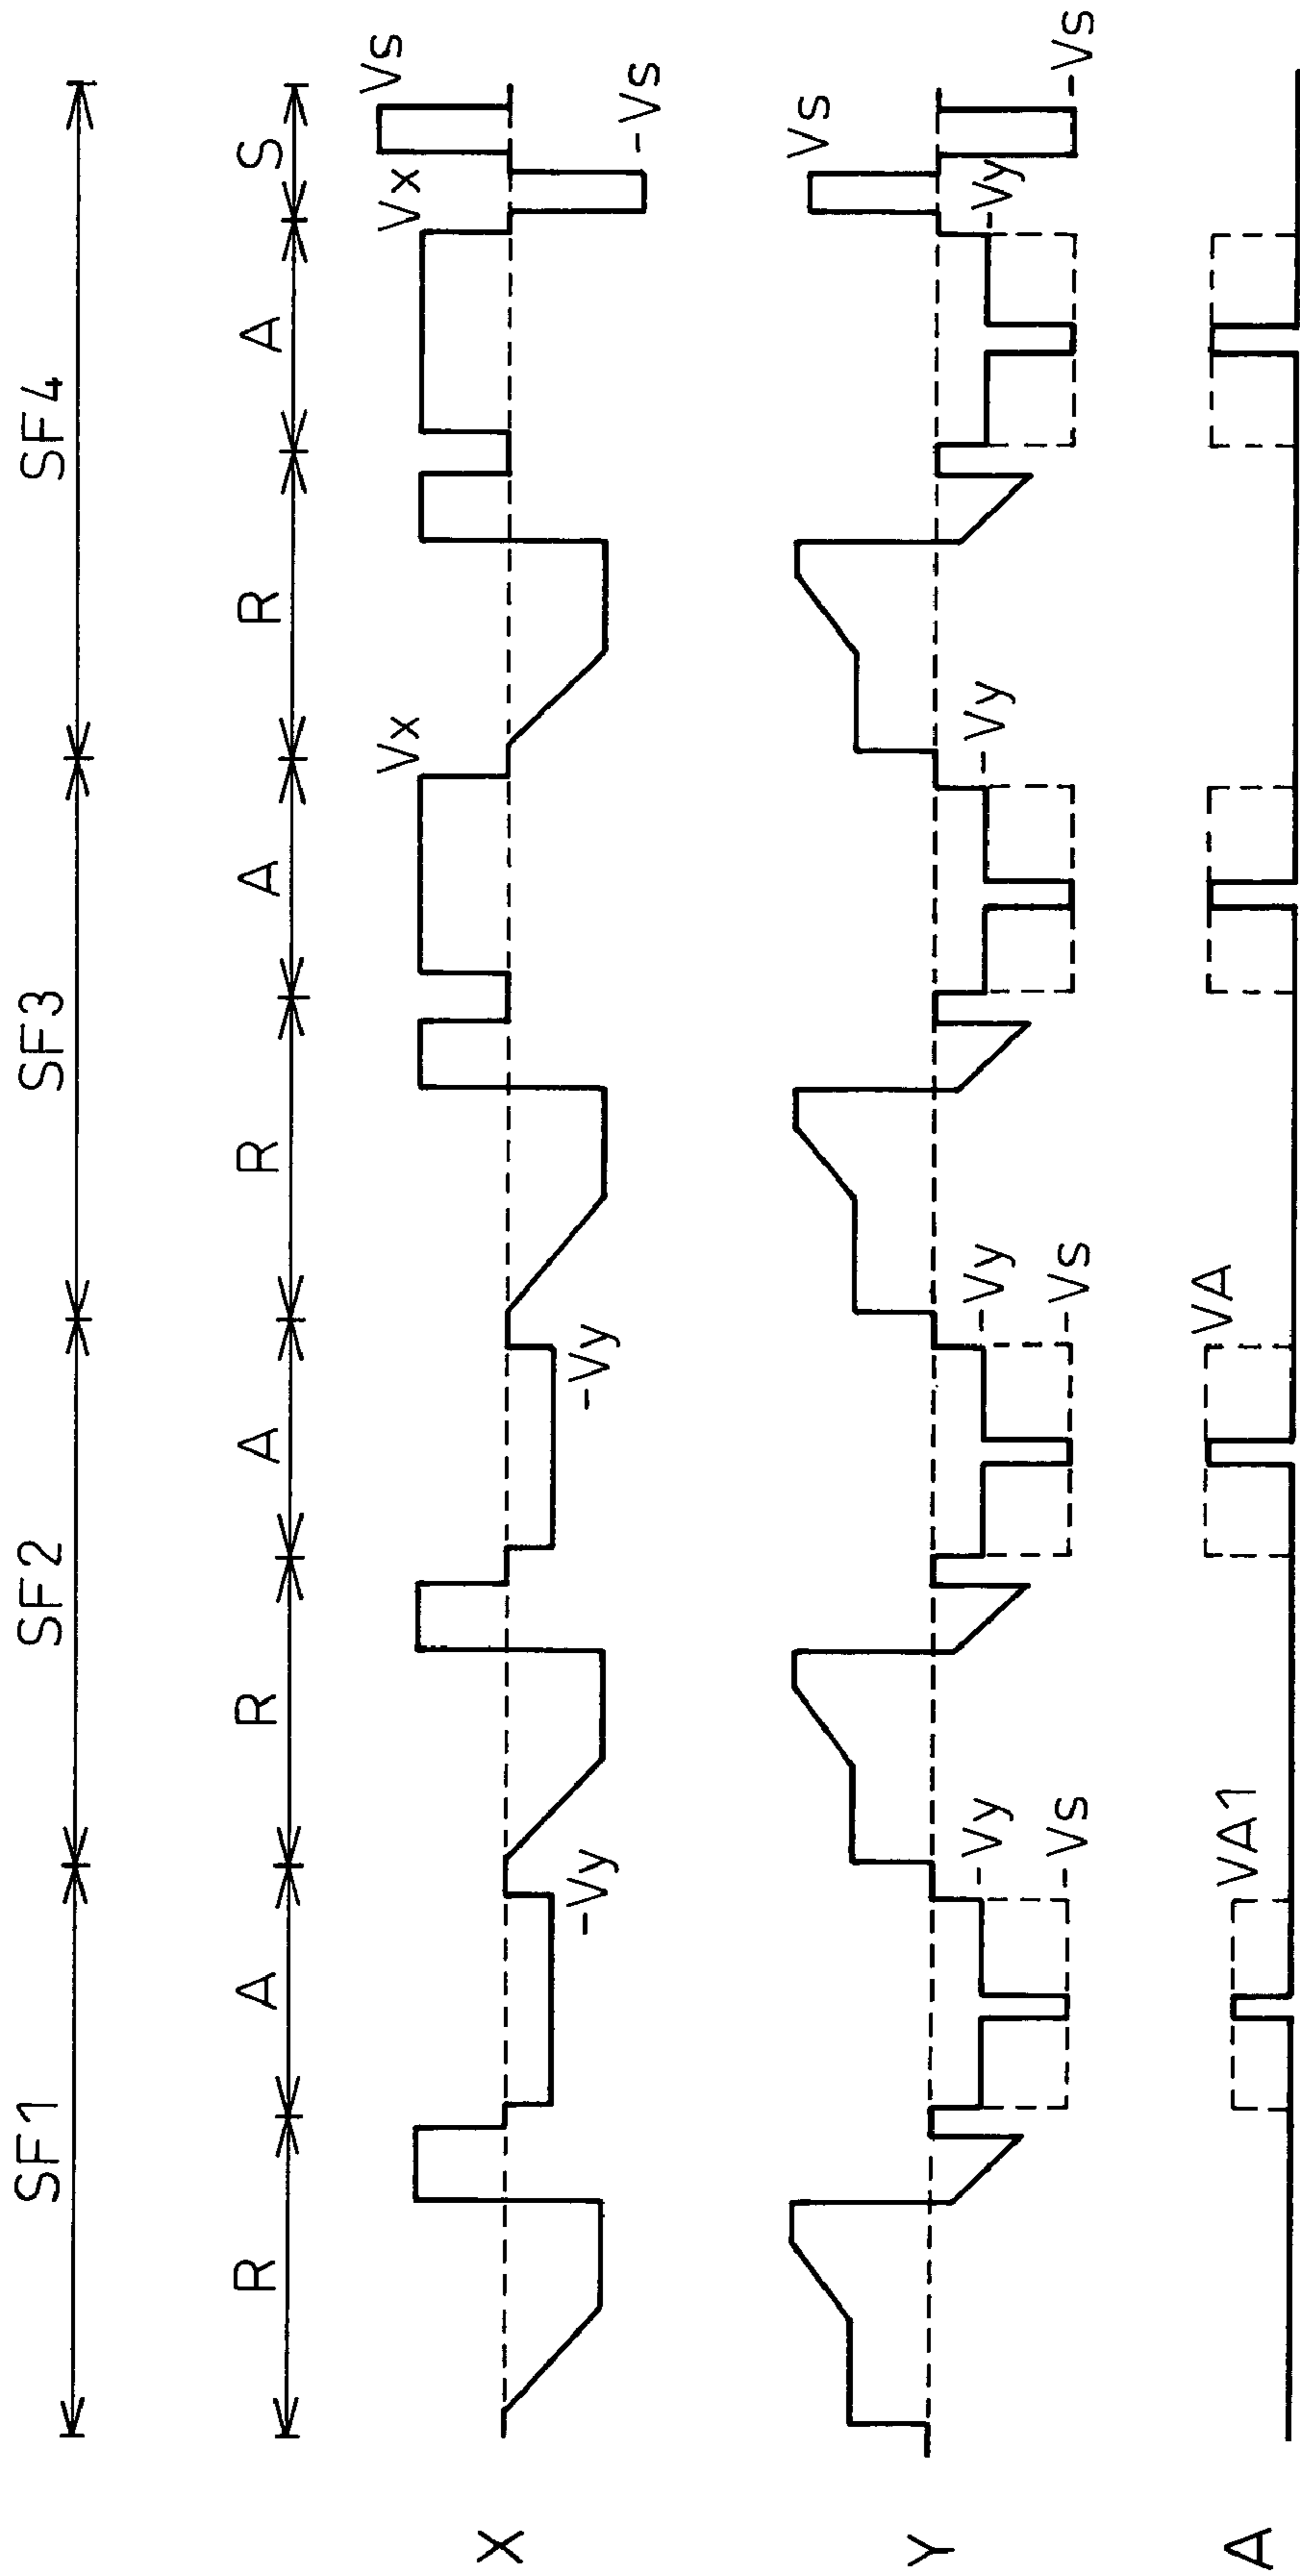 SF1 SF2 SF3 SF4
R A R A R A R A S
X -Vy -Vy Vx Vx -Vs Vs
Y -Vy -Vs -Vy -Vs -Vy -Vy Vs -Vs
A VA1 VA